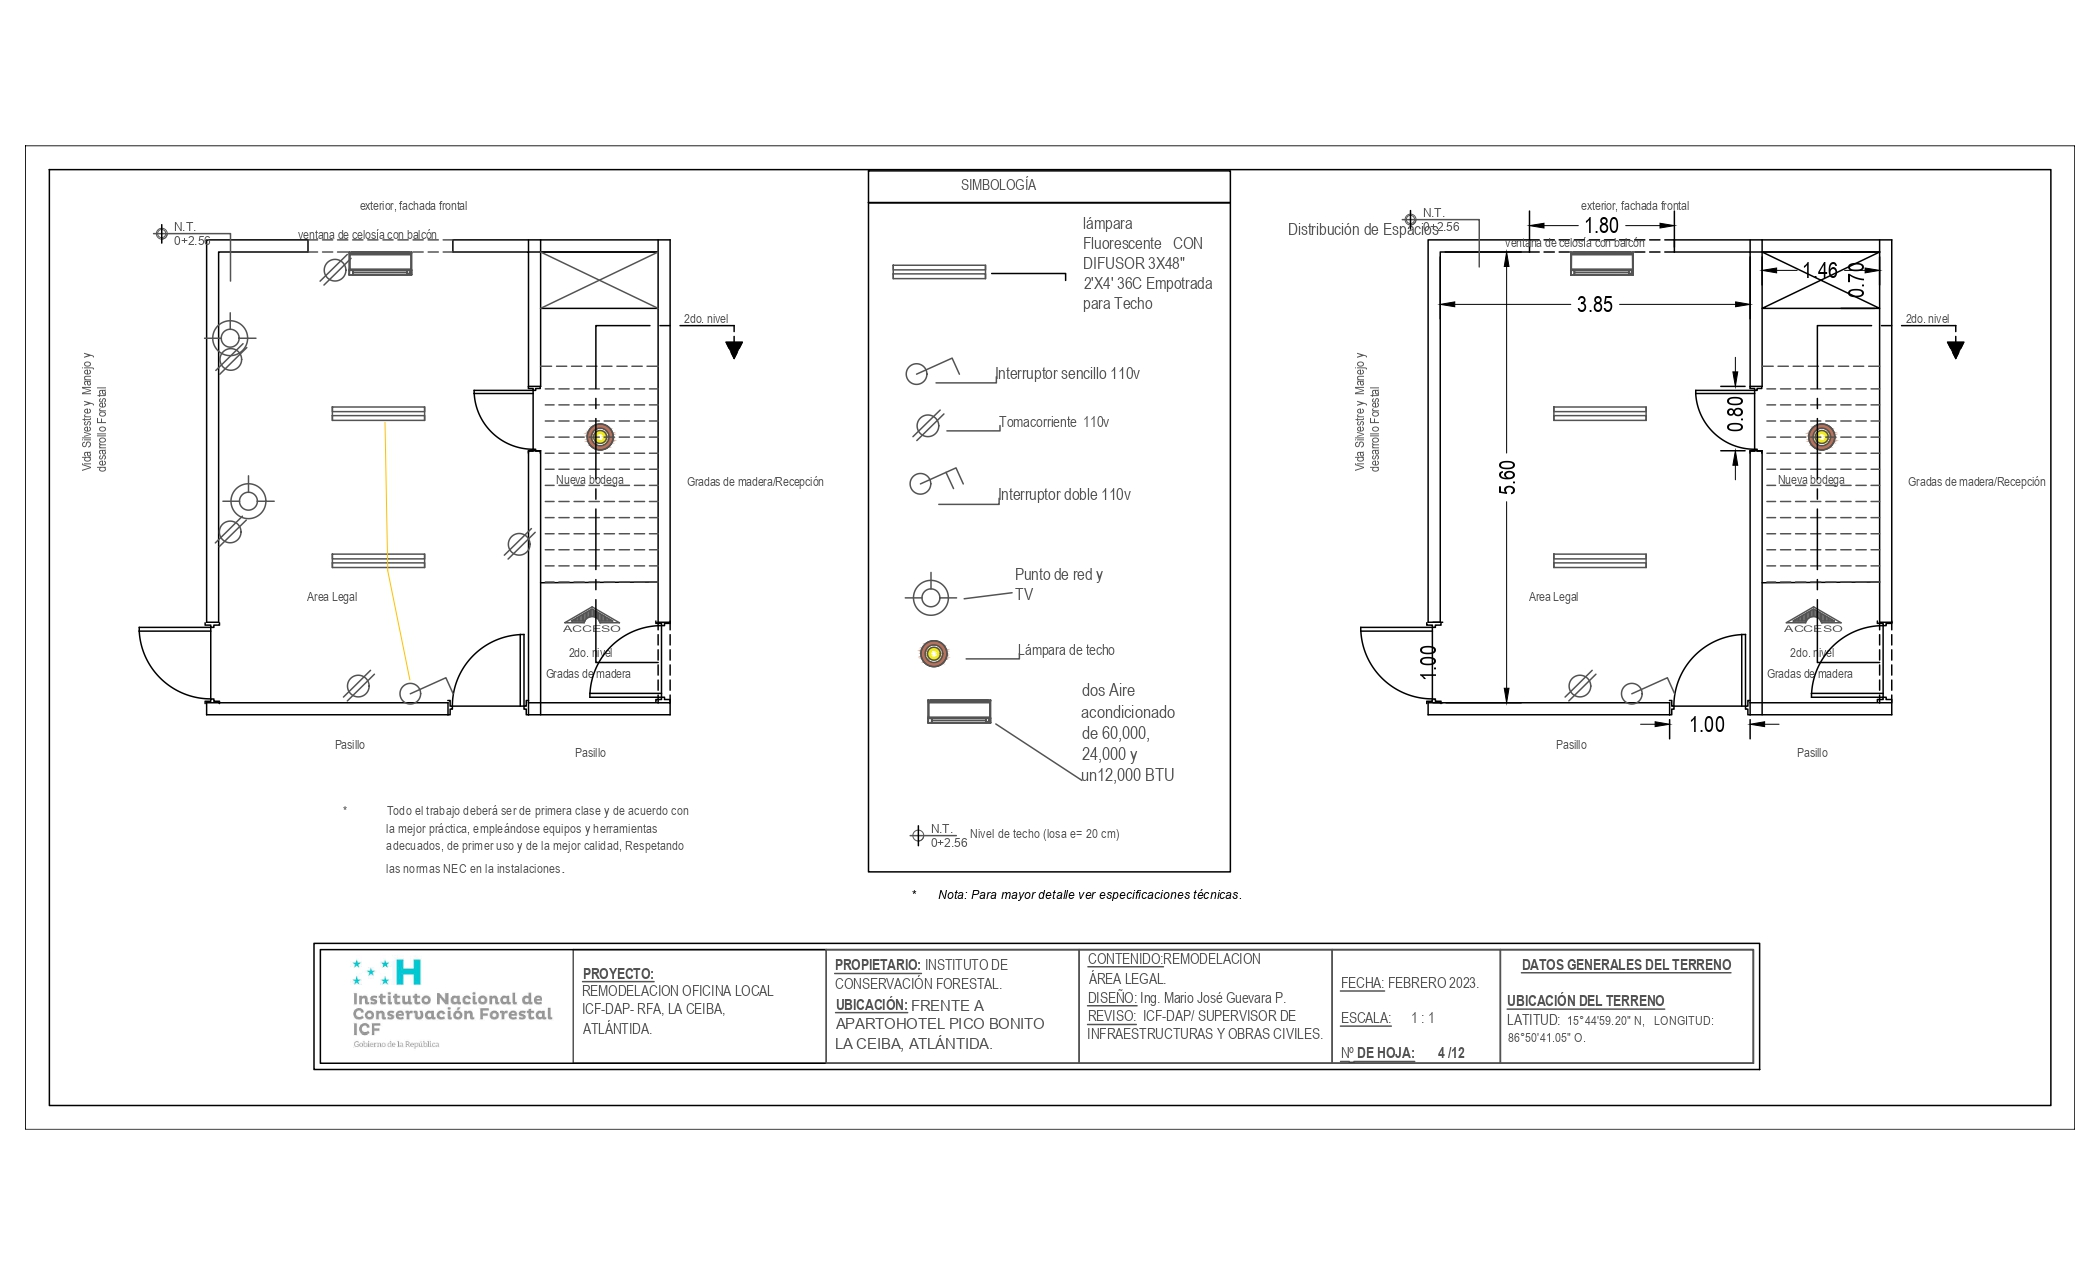 exterior, fachada frontal
N.T.
0+2.56
ventana de celosía con balcón
2do. nivel
Vida Silvestre y Manejo y
desarrollo Forestal
Nueva bodega
Gradas de madera/Recepción
Area Legal
ACCESO
2do. nivel
Gradas de madera
Pasillo
Pasillo
* Todo el trabajo deberá ser de primera clase y de acuerdo con
la mejor práctica, empleándose equipos y herramientas
adecuados, de primer uso y de la mejor calidad, Respetando
las normas NEC en la instalaciones.
SIMBOLOGÍA
lámpara
Fluorescente CON
DIFUSOR 3X48"
2'X4' 36C Empotrada
para Techo
Interruptor sencillo 110v
Tomacorriente 110v
Interruptor doble 110v
Punto de red y
TV
Lámpara de techo
dos Aire
acondicionado
de 60,000,
24,000 y
un12,000 BTU
N.T.
0+2.56
Nivel de techo (losa e= 20 cm)
* Nota: Para mayor detalle ver especificaciones técnicas.
exterior, fachada frontal
N.T.
0+2.56
Distribución de Espacios
1.80
ventana de celosía con balcón
1.46
0.70
3.85
2do. nivel
Vida Silvestre y Manejo y
desarrollo Forestal
0.80
5.60
Nueva bodega
Gradas de madera/Recepción
Area Legal
ACCESO
1.00
2do. nivel
Gradas de madera
1.00
Pasillo
Pasillo
H
Instituto Nacional de
Conservación Forestal
ICF
Gobierno de la República
PROYECTO:
REMODELACION OFICINA LOCAL
ICF-DAP- RFA, LA CEIBA,
ATLÁNTIDA.
PROPIETARIO: INSTITUTO DE
CONSERVACIÓN FORESTAL.
UBICACIÓN: FRENTE A
APARTOHOTEL PICO BONITO
LA CEIBA, ATLÁNTIDA.
CONTENIDO:REMODELACION
ÁREA LEGAL.
DISEÑO: Ing. Mario José Guevara P.
REVISO: ICF-DAP/ SUPERVISOR DE
INFRAESTRUCTURAS Y OBRAS CIVILES.
FECHA: FEBRERO 2023.
ESCALA: 1 : 1
Nº DE HOJA: 4 /12
DATOS GENERALES DEL TERRENO
UBICACIÓN DEL TERRENO
LATITUD: 15°44'59.20" N, LONGITUD:
86°50'41.05" O.